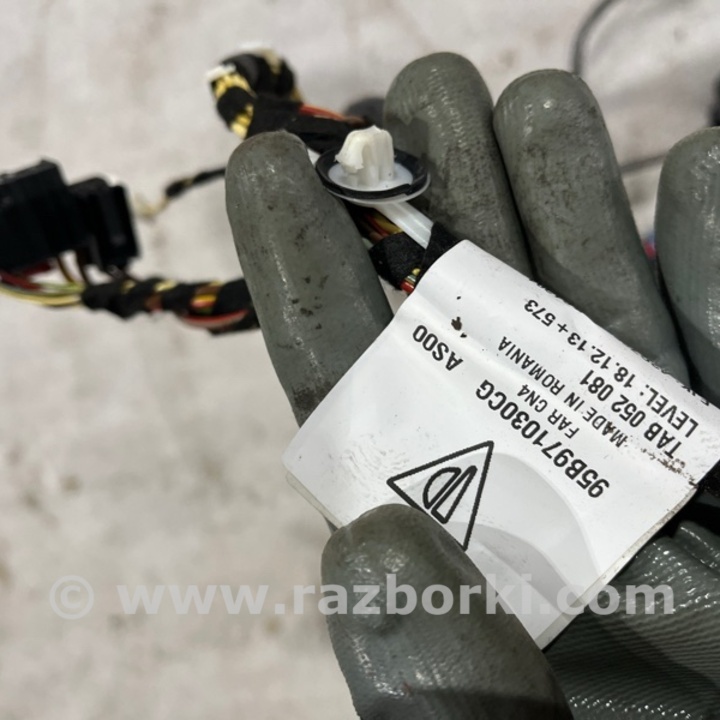 95B971030CG AS00
FAR CN4
MADE IN ROMANIA
TAB 052 081
LEVEL: 18.12.13 + 573
© www.razborki.com